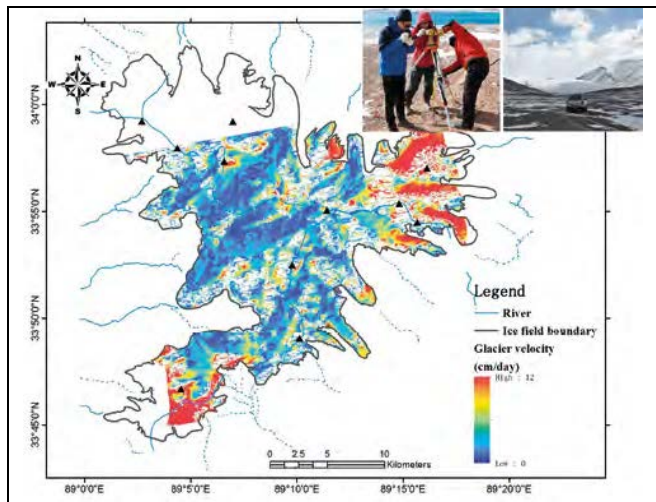 N
W E
S
34°0'0"N
33°55'0"N
33°50'0"N
33°45'0"N
Legend
River
Ice field boundary
Glacier velocity
(cm/day)
High : 12
Low : 0
0 2.5 5 10
Kilometers
89°0'0"E 89°5'0"E 89°10'0"E 89°15'0"E 89°20'0"E